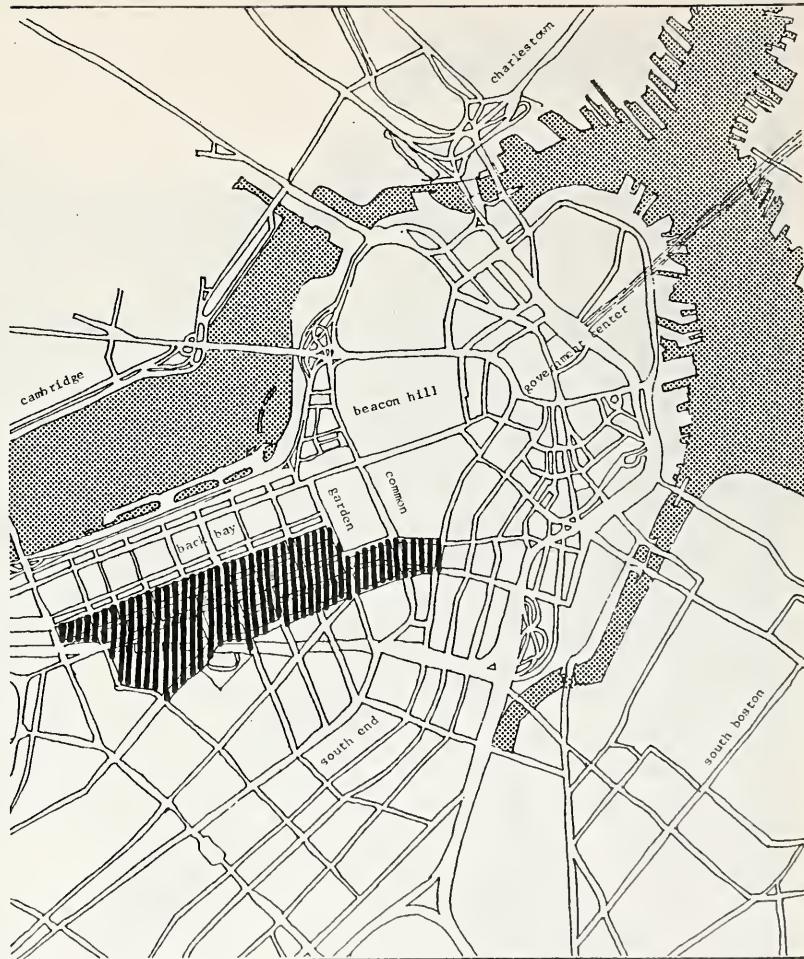 charlestown
government center
cambridge
beacon hill
garden
common
back bay
south end
south boston